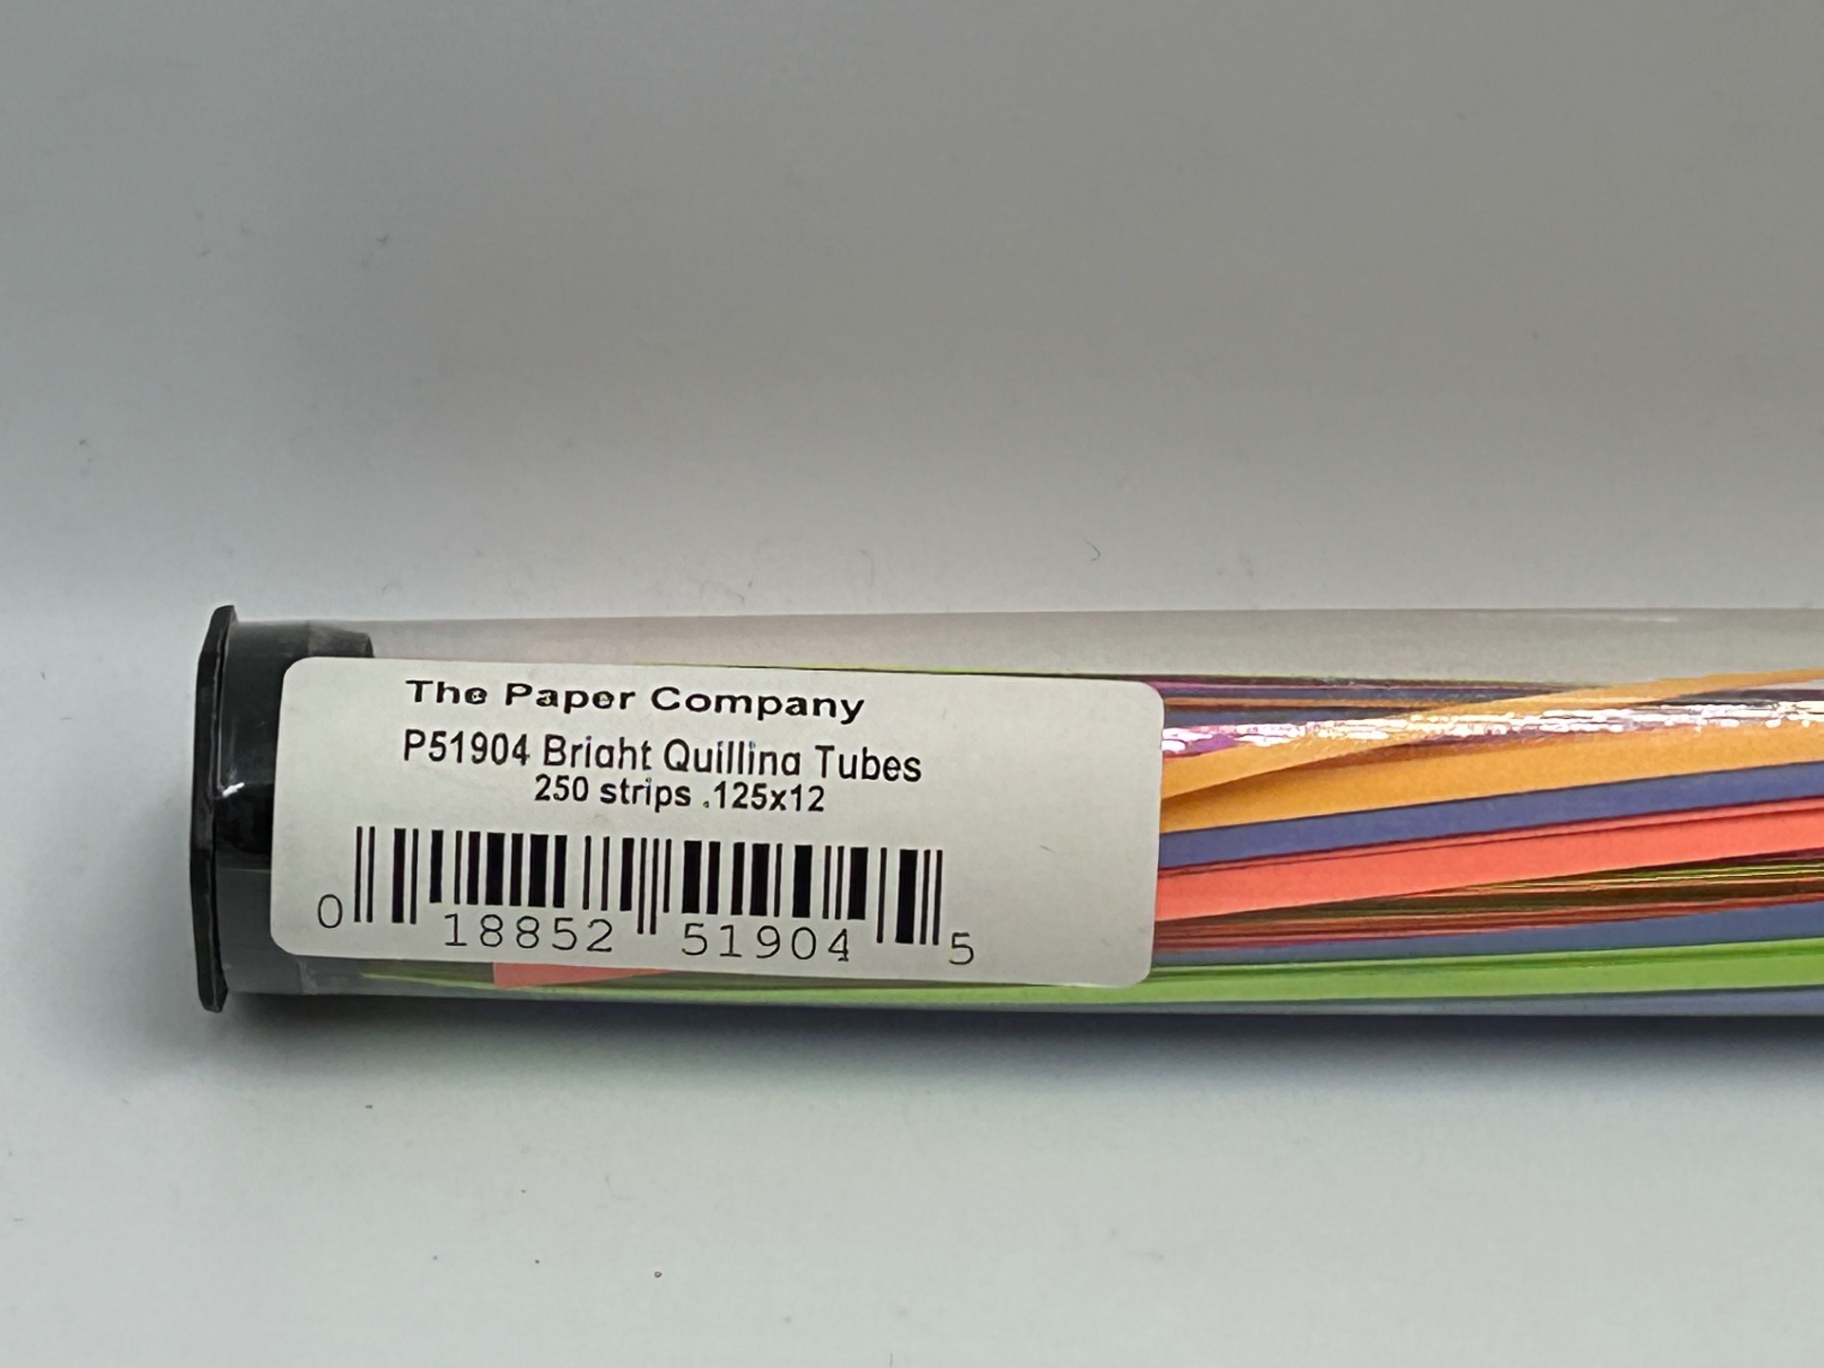 The Paper Company
P51904 Bright Quilling Tubes
250 strips .125x12
0 18852 51904 5